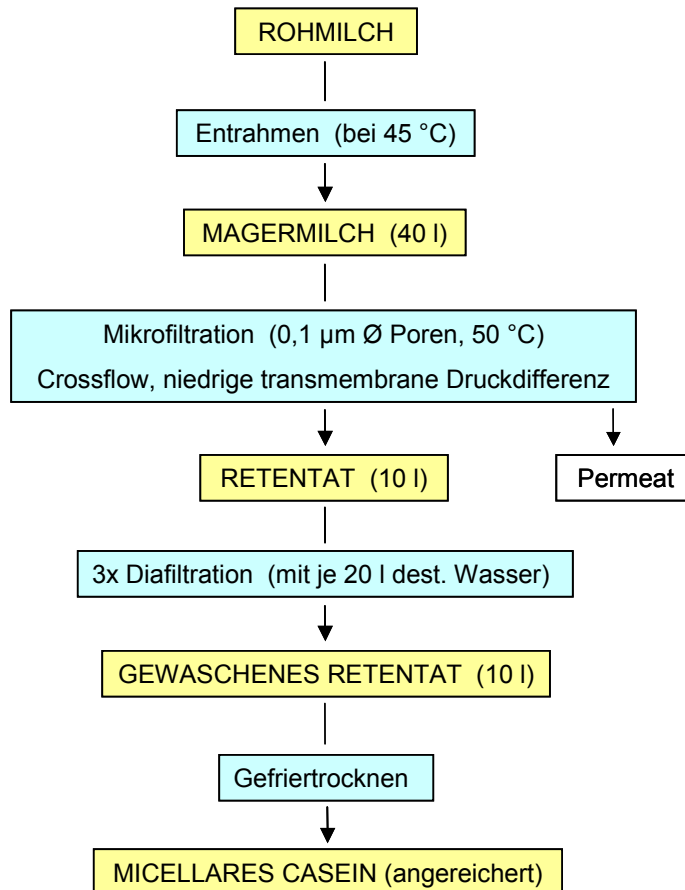 ROHMILCH
Entrahmen (bei 45 °C)
MAGERMILCH (40 l)
Mikrofiltration (0,1 µm Ø Poren, 50 °C)
Crossflow, niedrige transmembrane Druckdifferenz
RETENTAT (10 l)
Permeat
3x Diafiltration (mit je 20 l dest. Wasser)
GEWASCHENES RETENTAT (10 l)
Gefriertrocknen
MICELLARES CASEIN (angereichert)